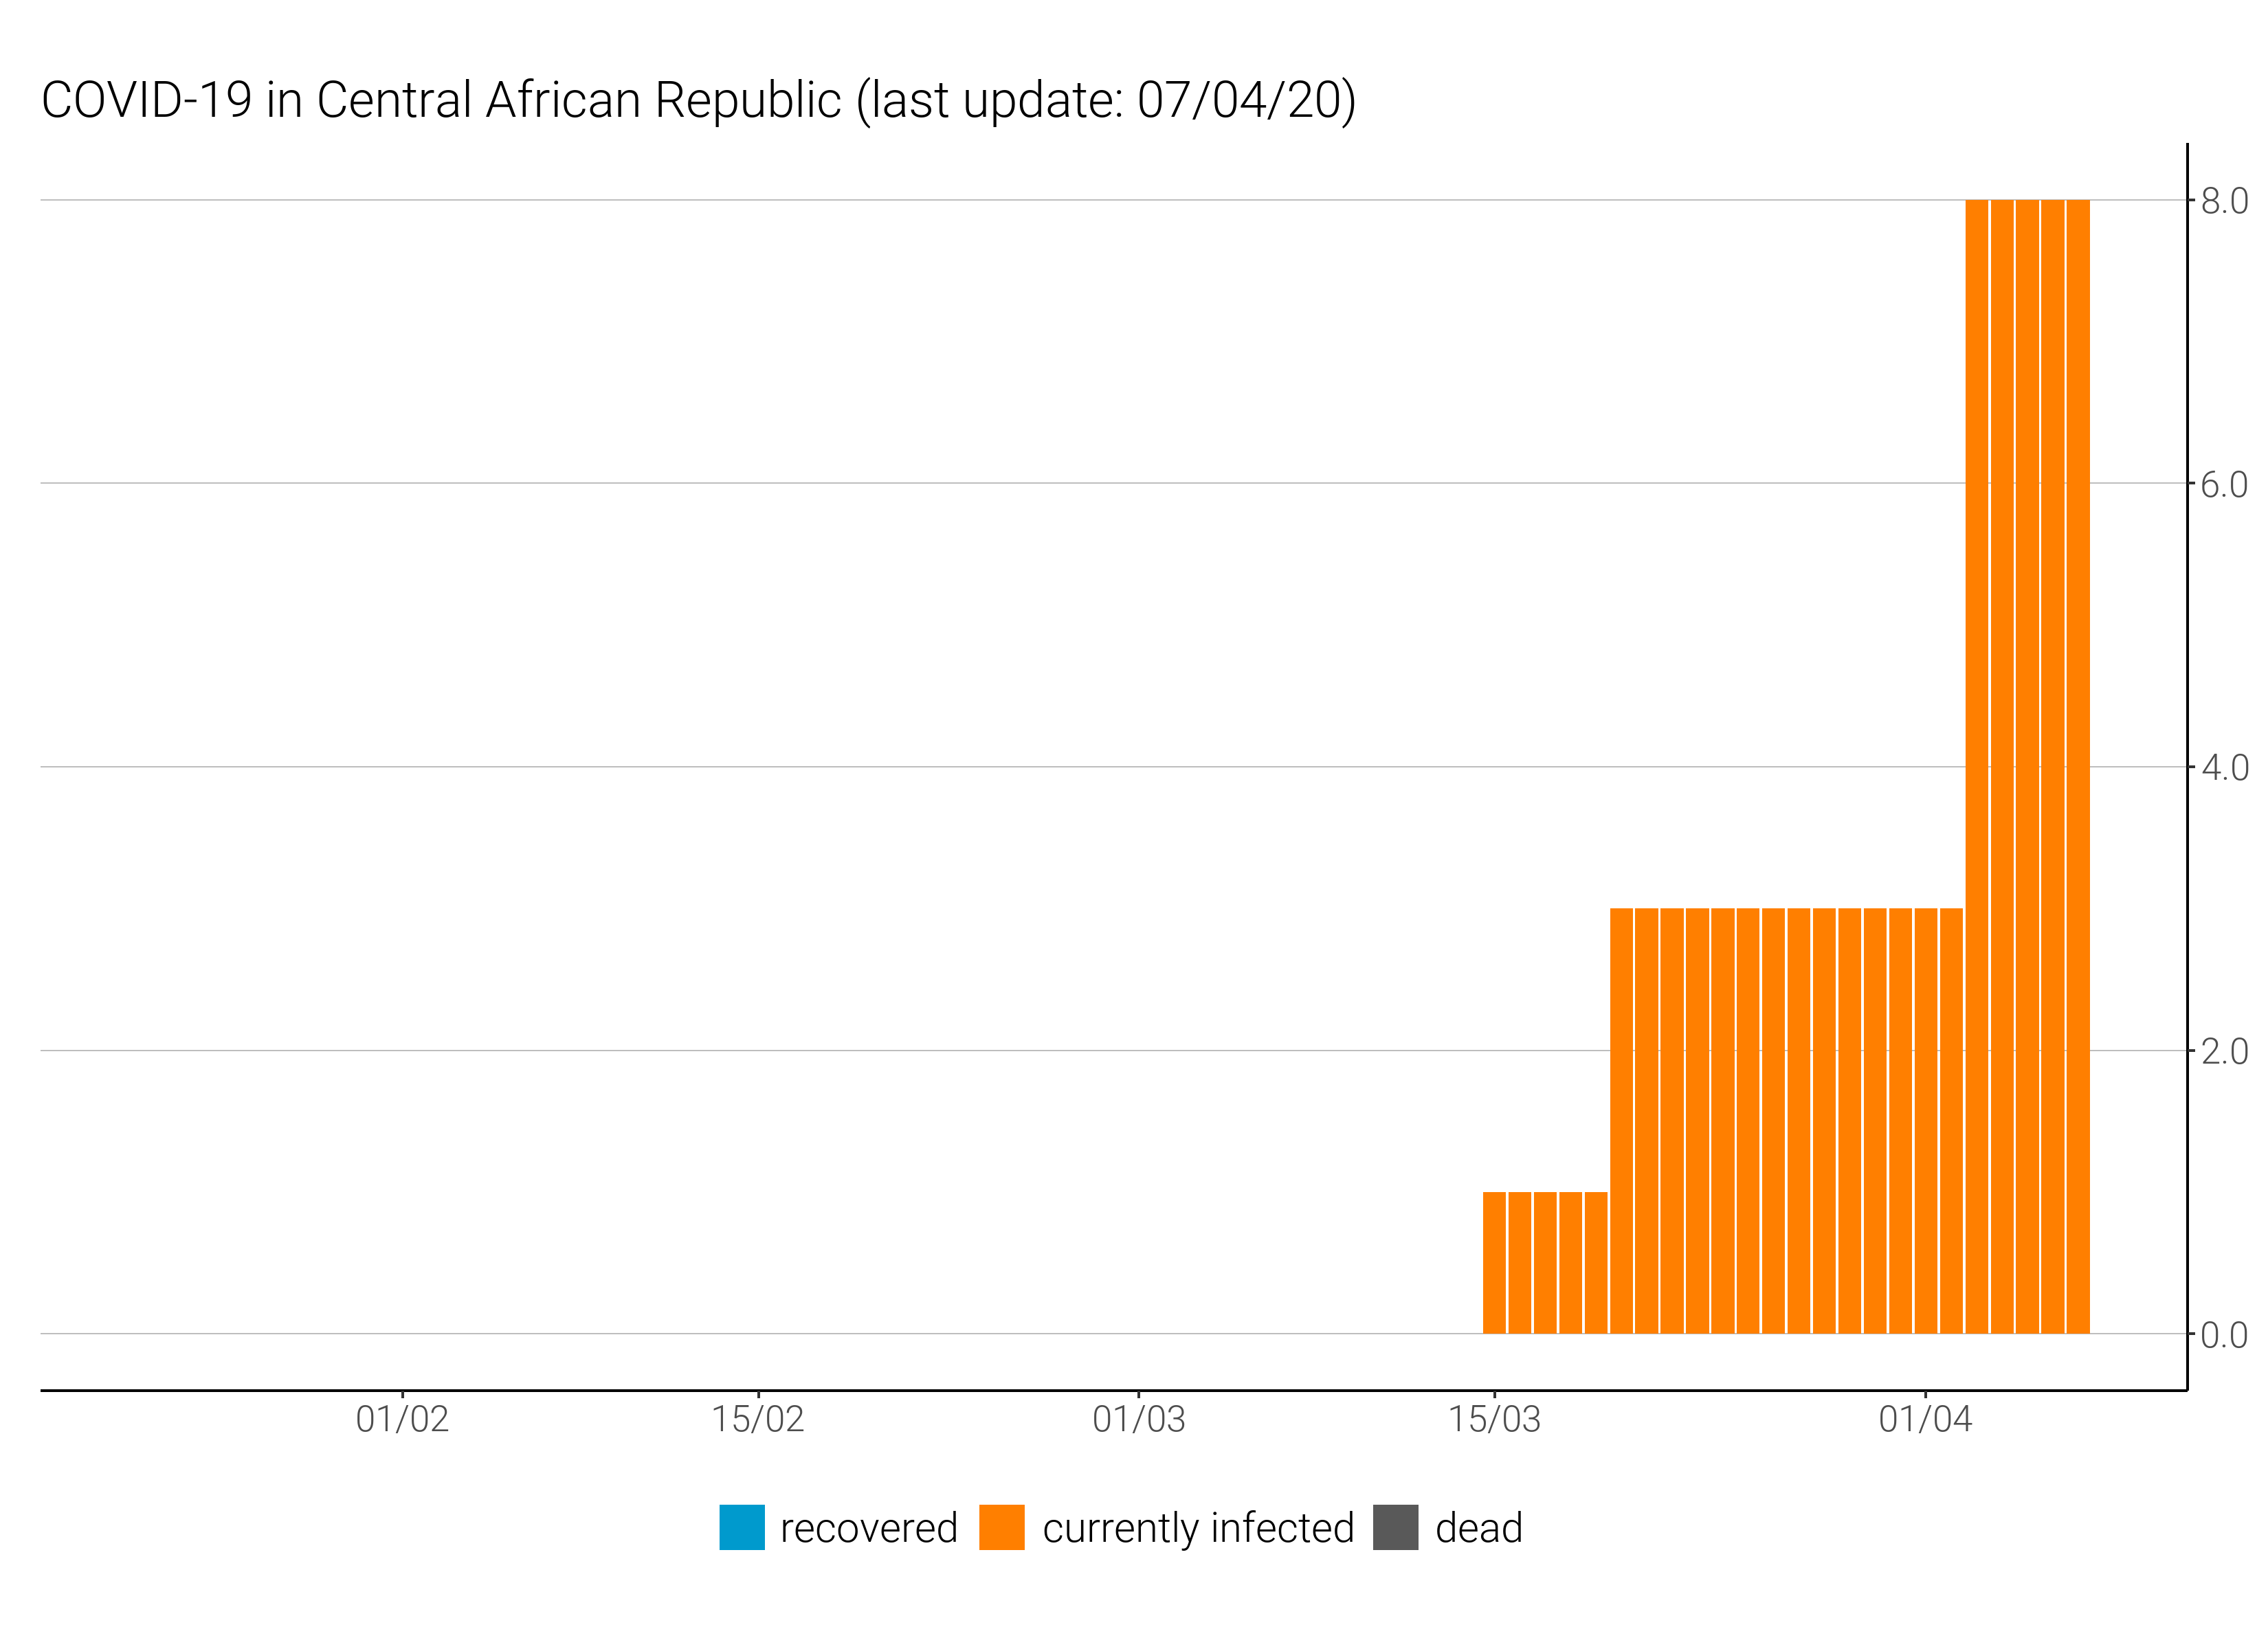 COVID-19 in Central African Republic (last update: 07/04/20)
8.0
6.0
4.0
2.0
0.0
01/02 15/02 01/03 15/03 01/04
recovered currently infected dead